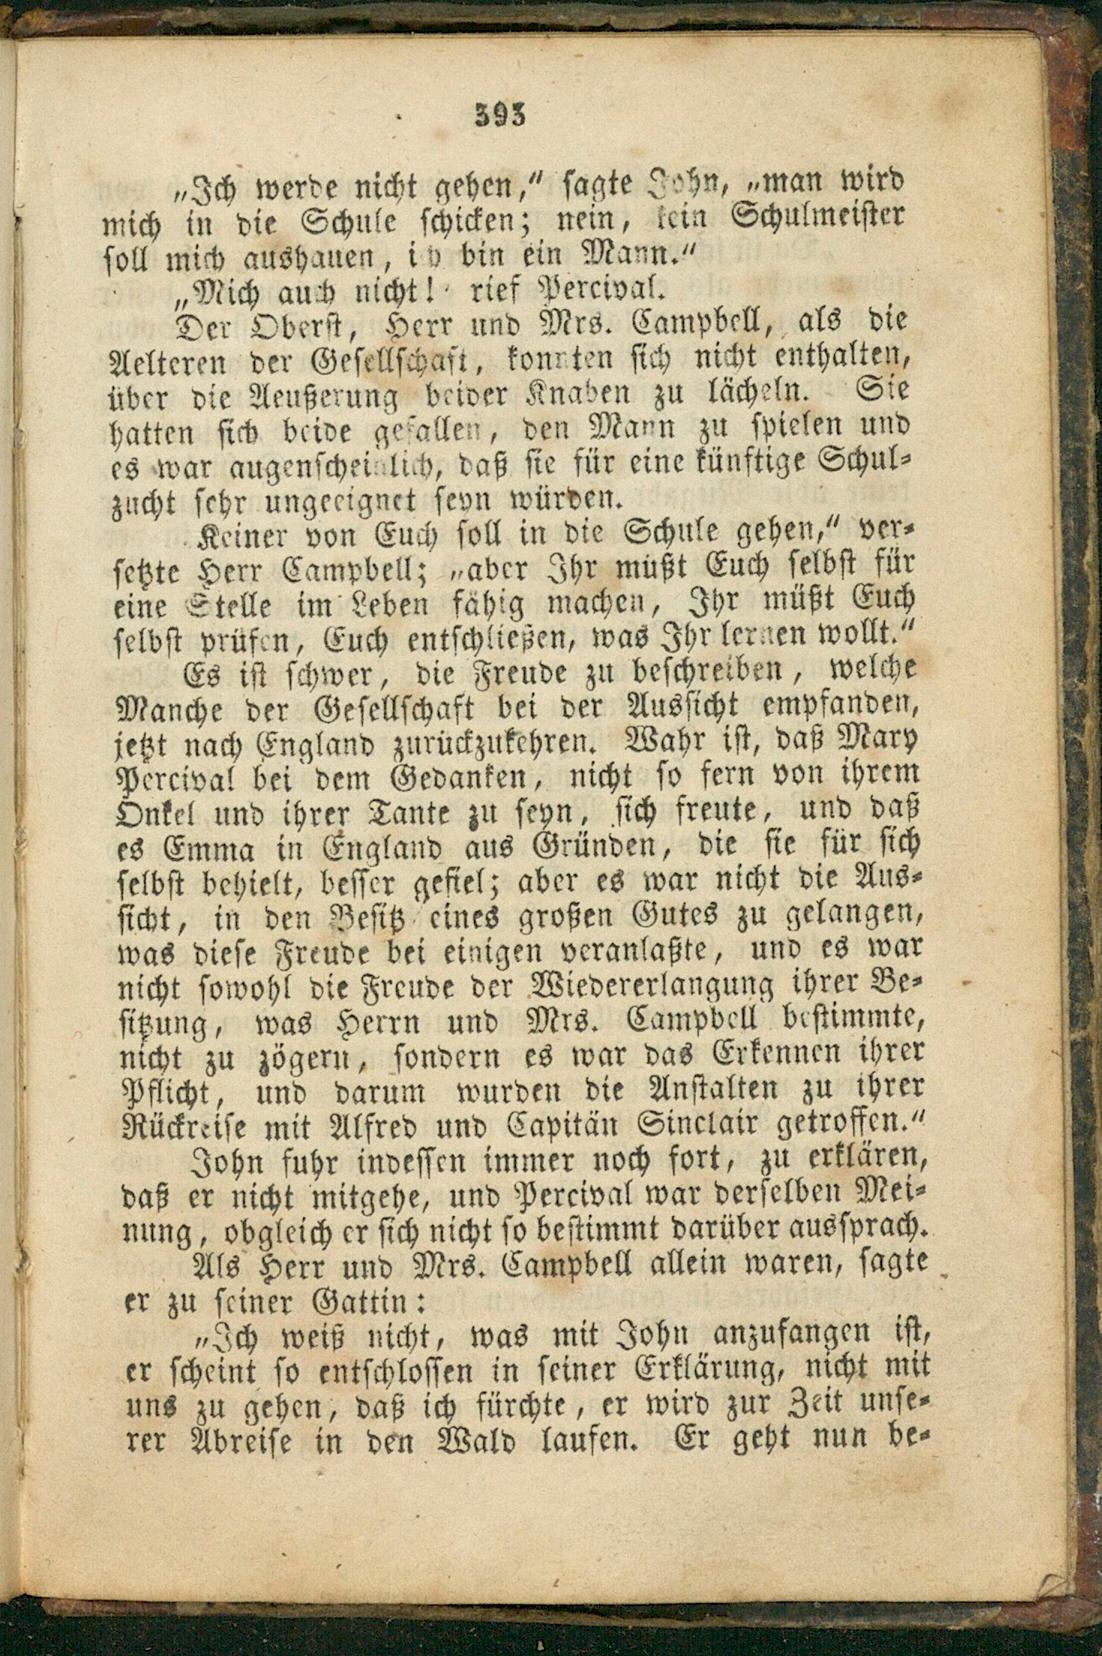 393
„Ich werde nicht gehen,“ sagte John, „man wird
mich in die Schule schicken; nein, kein Schulmeister
soll mich aushauen, ich bin ein Mann.“
„Mich auch nicht! rief Percival.
Der Oberst, Herr und Mrs. Campbell, als die
Aelteren der Gesellschaft, konnten sich nicht enthalten,
über die Aeußerung beider Knaben zu lächeln. Sie
hatten sich beide gefallen, den Mann zu spielen und
es war augenscheinlich, daß sie für eine künftige Schul-
zucht sehr ungeeignet seyn würden.
Keiner von Euch soll in die Schule gehen,“ ver-
setzte Herr Campbell; „aber Ihr müßt Euch selbst für
eine Stelle im Leben fähig machen, Ihr müßt Euch
selbst prüfen, Euch entschließen, was Ihr lernen wollt.“
Es ist schwer, die Freude zu beschreiben, welche
Manche der Gesellschaft bei der Aussicht empfanden,
jetzt nach England zurückzukehren. Wahr ist, daß Mary
Percival bei dem Gedanken, nicht so fern von ihrem
Onkel und ihrer Tante zu seyn, sich freute, und daß
es Emma in England aus Gründen, die sie für sich
selbst behielt, besser gefiel; aber es war nicht die Aus-
sicht, in den Besitz eines großen Gutes zu gelangen,
was diese Freude bei einigen veranlaßte, und es war
nicht sowohl die Freude der Wiedererlangung ihrer Be-
sitzung, was Herrn und Mrs. Campbell bestimmte,
nicht zu zögern, sondern es war das Erkennen ihrer
Pflicht, und darum wurden die Anstalten zu ihrer
Rückreise mit Alfred und Capitän Sinclair getroffen.“
John fuhr indessen immer noch fort, zu erklären,
daß er nicht mitgehe, und Percival war derselben Mei-
nung, obgleich er sich nicht so bestimmt darüber aussprach.
Als Herr und Mrs. Campbell allein waren, sagte
er zu seiner Gattin:
„Ich weiß nicht, was mit John anzufangen ist,
er scheint so entschlossen in seiner Erklärung, nicht mit
uns zu gehen, daß ich fürchte, er wird zur Zeit unse-
rer Abreise in den Wald laufen. Er geht nun be-